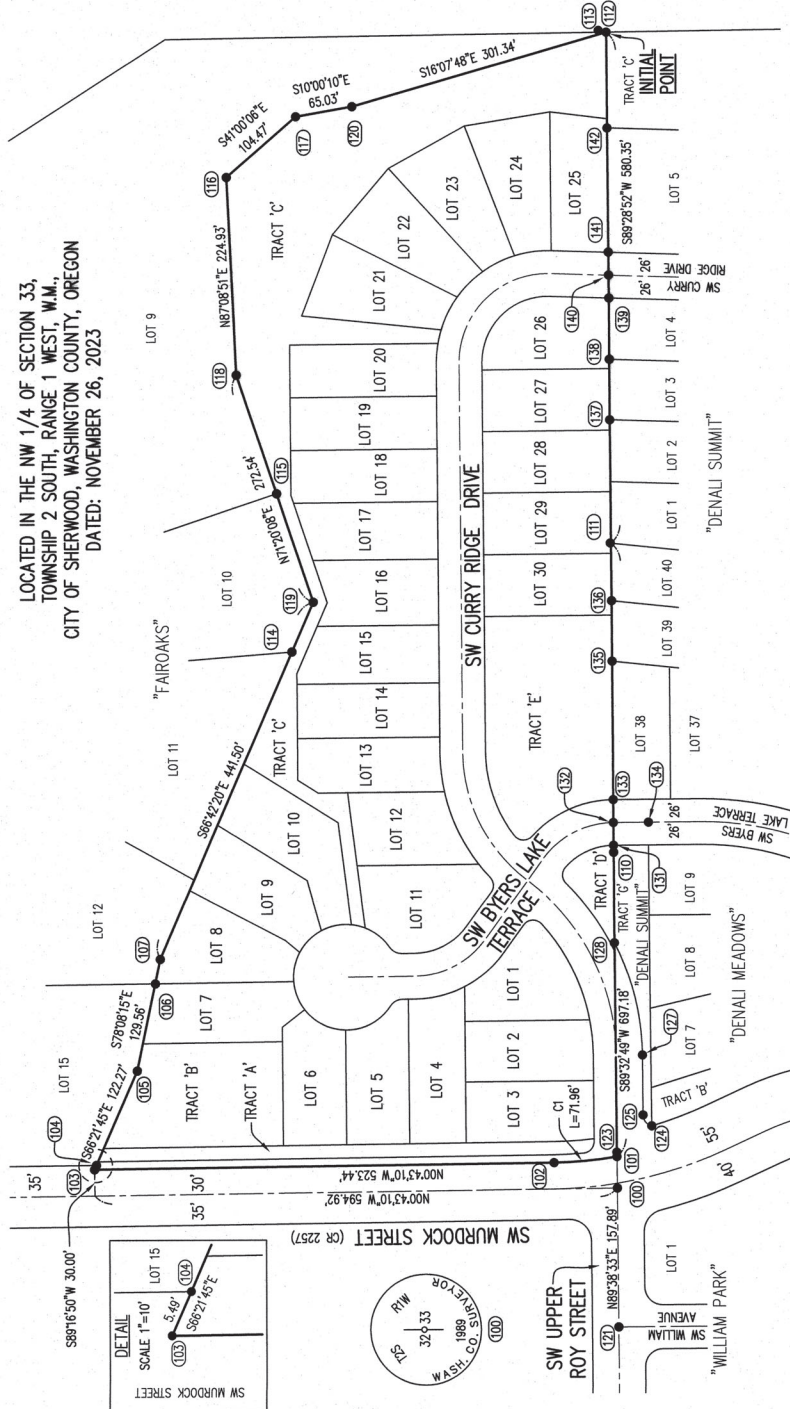 LOCATED IN THE NW 1/4 OF SECTION 33,
TOWNSHIP 2 SOUTH, RANGE 1 WEST, W.M.,
CITY OF SHERWOOD, WASHINGTON COUNTY, OREGON
DATED: NOVEMBER 26, 2023
S89°16'50"W 30.00'
104
103
S66°21'45"E 122.27'
LOT 15
105
S78°08'15"E
129.56'
106
107
LOT 12
S66°42'20"E 441.50'
LOT 11
"FAIROAKS"
114
119
LOT 10
N71°20'08"E
272.54'
115
118
LOT 9
N87°08'51"E 224.93'
116
S41°00'06"E
104.47'
117
S10°00'10"E
65.03'
120
S16°07'48"E 301.34'
113
112
TRACT 'C'
INITIAL
POINT
DETAIL
SCALE 1"=10'
LOT 15
104
5.49'
S66°21'45"E
103
SW MURDOCK STREET
T2S R1W
32 33
1989
WASH. CO. SURVEYOR
100
35'
35'
30'
N00°43'10"W 594.92'
N00°43'10"W 523.44'
SW MURDOCK STREET (CR 2257)
TRACT 'A'
TRACT 'B'
LOT 7
LOT 8
LOT 9
LOT 10
TRACT 'C'
TRACT 'C'
LOT 6
LOT 5
LOT 4
LOT 3
LOT 2
LOT 1
LOT 11
LOT 12
LOT 13
LOT 14
LOT 15
LOT 16
LOT 17
LOT 18
LOT 19
LOT 20
LOT 21
LOT 22
LOT 23
LOT 24
LOT 25
LOT 26
LOT 27
LOT 28
LOT 29
LOT 30
TRACT 'E'
TRACT 'D'
SW CURRY RIDGE DRIVE
SW BYERS LAKE
TERRACE
C1
L=71.96'
102
SW UPPER
ROY STREET
N89°38'33"E 157.89'
121
100
101
123
125
124
127
128
110
131
132
133
134
135
136
111
137
138
139
140
141
142
S89°32'49"W 697.18'
S89°28'52"W 580.35'
SW WILLIAM
AVENUE
"WILLIAM PARK"
LOT 1
40'
55'
TRACT 'B'
LOT 7
LOT 8
LOT 9
"DENALI MEADOWS"
TRACT 'G'
"DENALI SUMMIT"
26' 26'
SW BYERS
LAKE TERRACE
LOT 37
LOT 38
LOT 39
LOT 40
LOT 1
LOT 2
LOT 3
LOT 4
"DENALI SUMMIT"
26' 26'
SW CURRY
RIDGE DRIVE
LOT 5